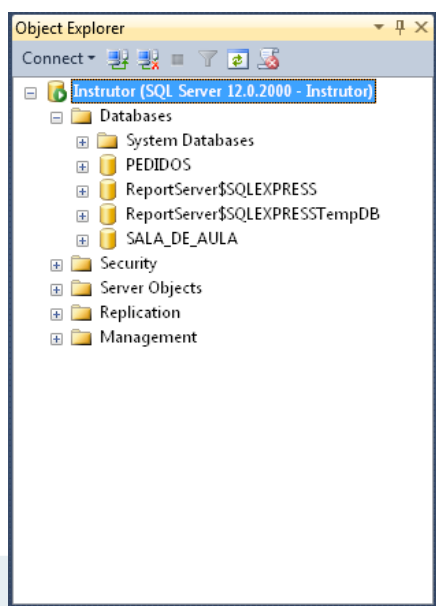 Object Explorer
Connect
Instrutor (SQL Server 12.0.2000 - Instrutor)
Databases
System Databases
PEDIDOS
ReportServer$SQLEXPRESS
ReportServer$SQLEXPRESSTempDB
SALA_DE_AULA
Security
Server Objects
Replication
Management